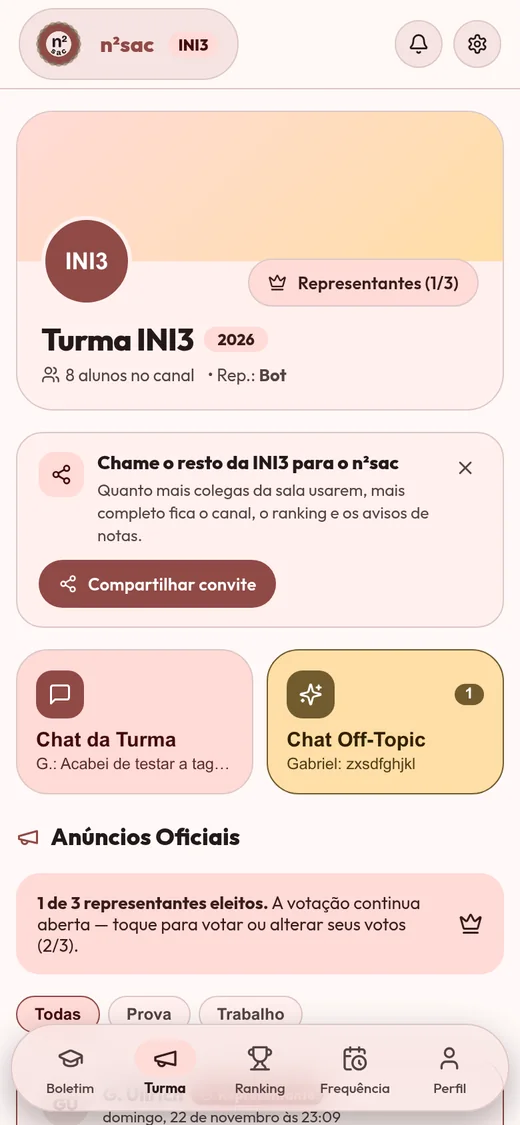 n² sac n²sac INI3
INI3
Representantes (1/3)
Turma INI3 2026
8 alunos no canal • Rep.: Bot
Chame o resto da INI3 para o n²sac
Quanto mais colegas da sala usarem, mais
completo fica o canal, o ranking e os avisos de
notas.
Compartilhar convite
1
Chat da Turma
G.: Acabei de testar a tag…
Chat Off-Topic
Gabriel: zxsdfghjkl
Anúncios Oficiais
1 de 3 representantes eleitos. A votação continua
aberta — toque para votar ou alterar seus votos
(2/3).
Todas Prova Trabalho
Boletim Turma Ranking Frequência Perfil
GU G. Ullrich
domingo, 22 de novembro às 23:09